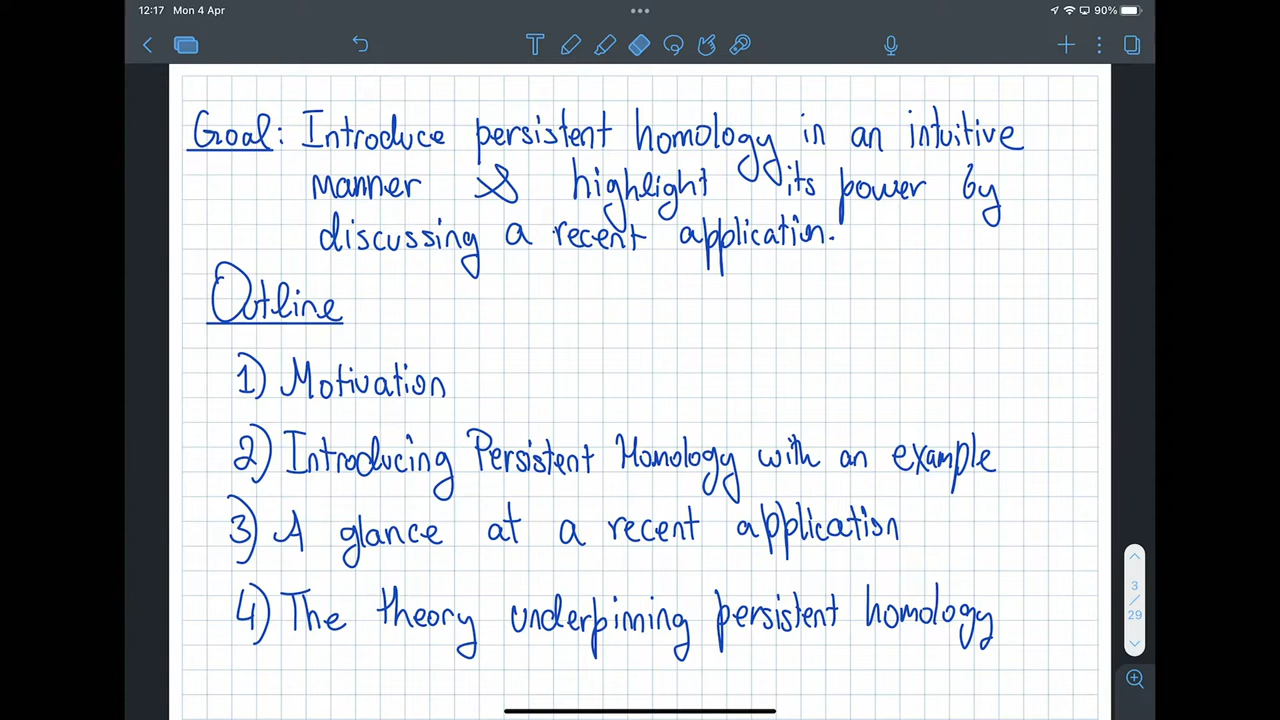 12:17 Mon 4 Apr
90%
Goal: Introduce persistent homology in an intuitive
manner & highlight its power by
discussing a recent application.
Outline
1) Motivation
2) Introducing Persistent Homology with an example
3) A glance at a recent application
4) The theory underpinning persistent homology
3
/
29